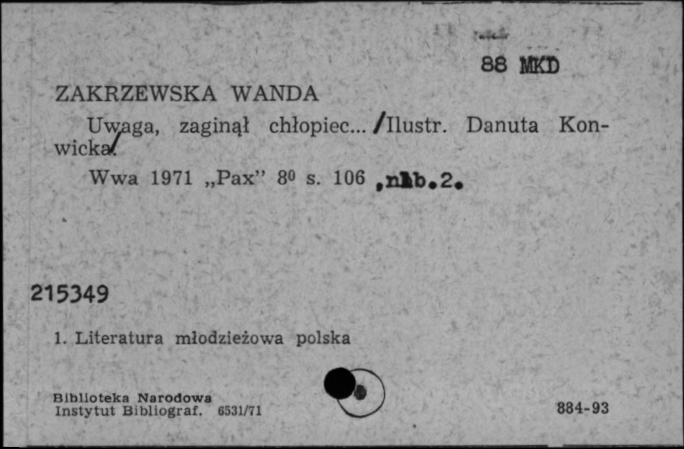 88 MKD
ZAKRZEWSKA WANDA
Uwaga, zaginął chłopiec... /Ilustr. Danuta Kon-
wicka/.
Wwa 1971 „Pax” 8⁰ s. 106 ,nlb.2.
215349
1. Literatura młodzieżowa polska
Biblioteka Narodowa
Instytut Bibliograf. 6531/71
884-93